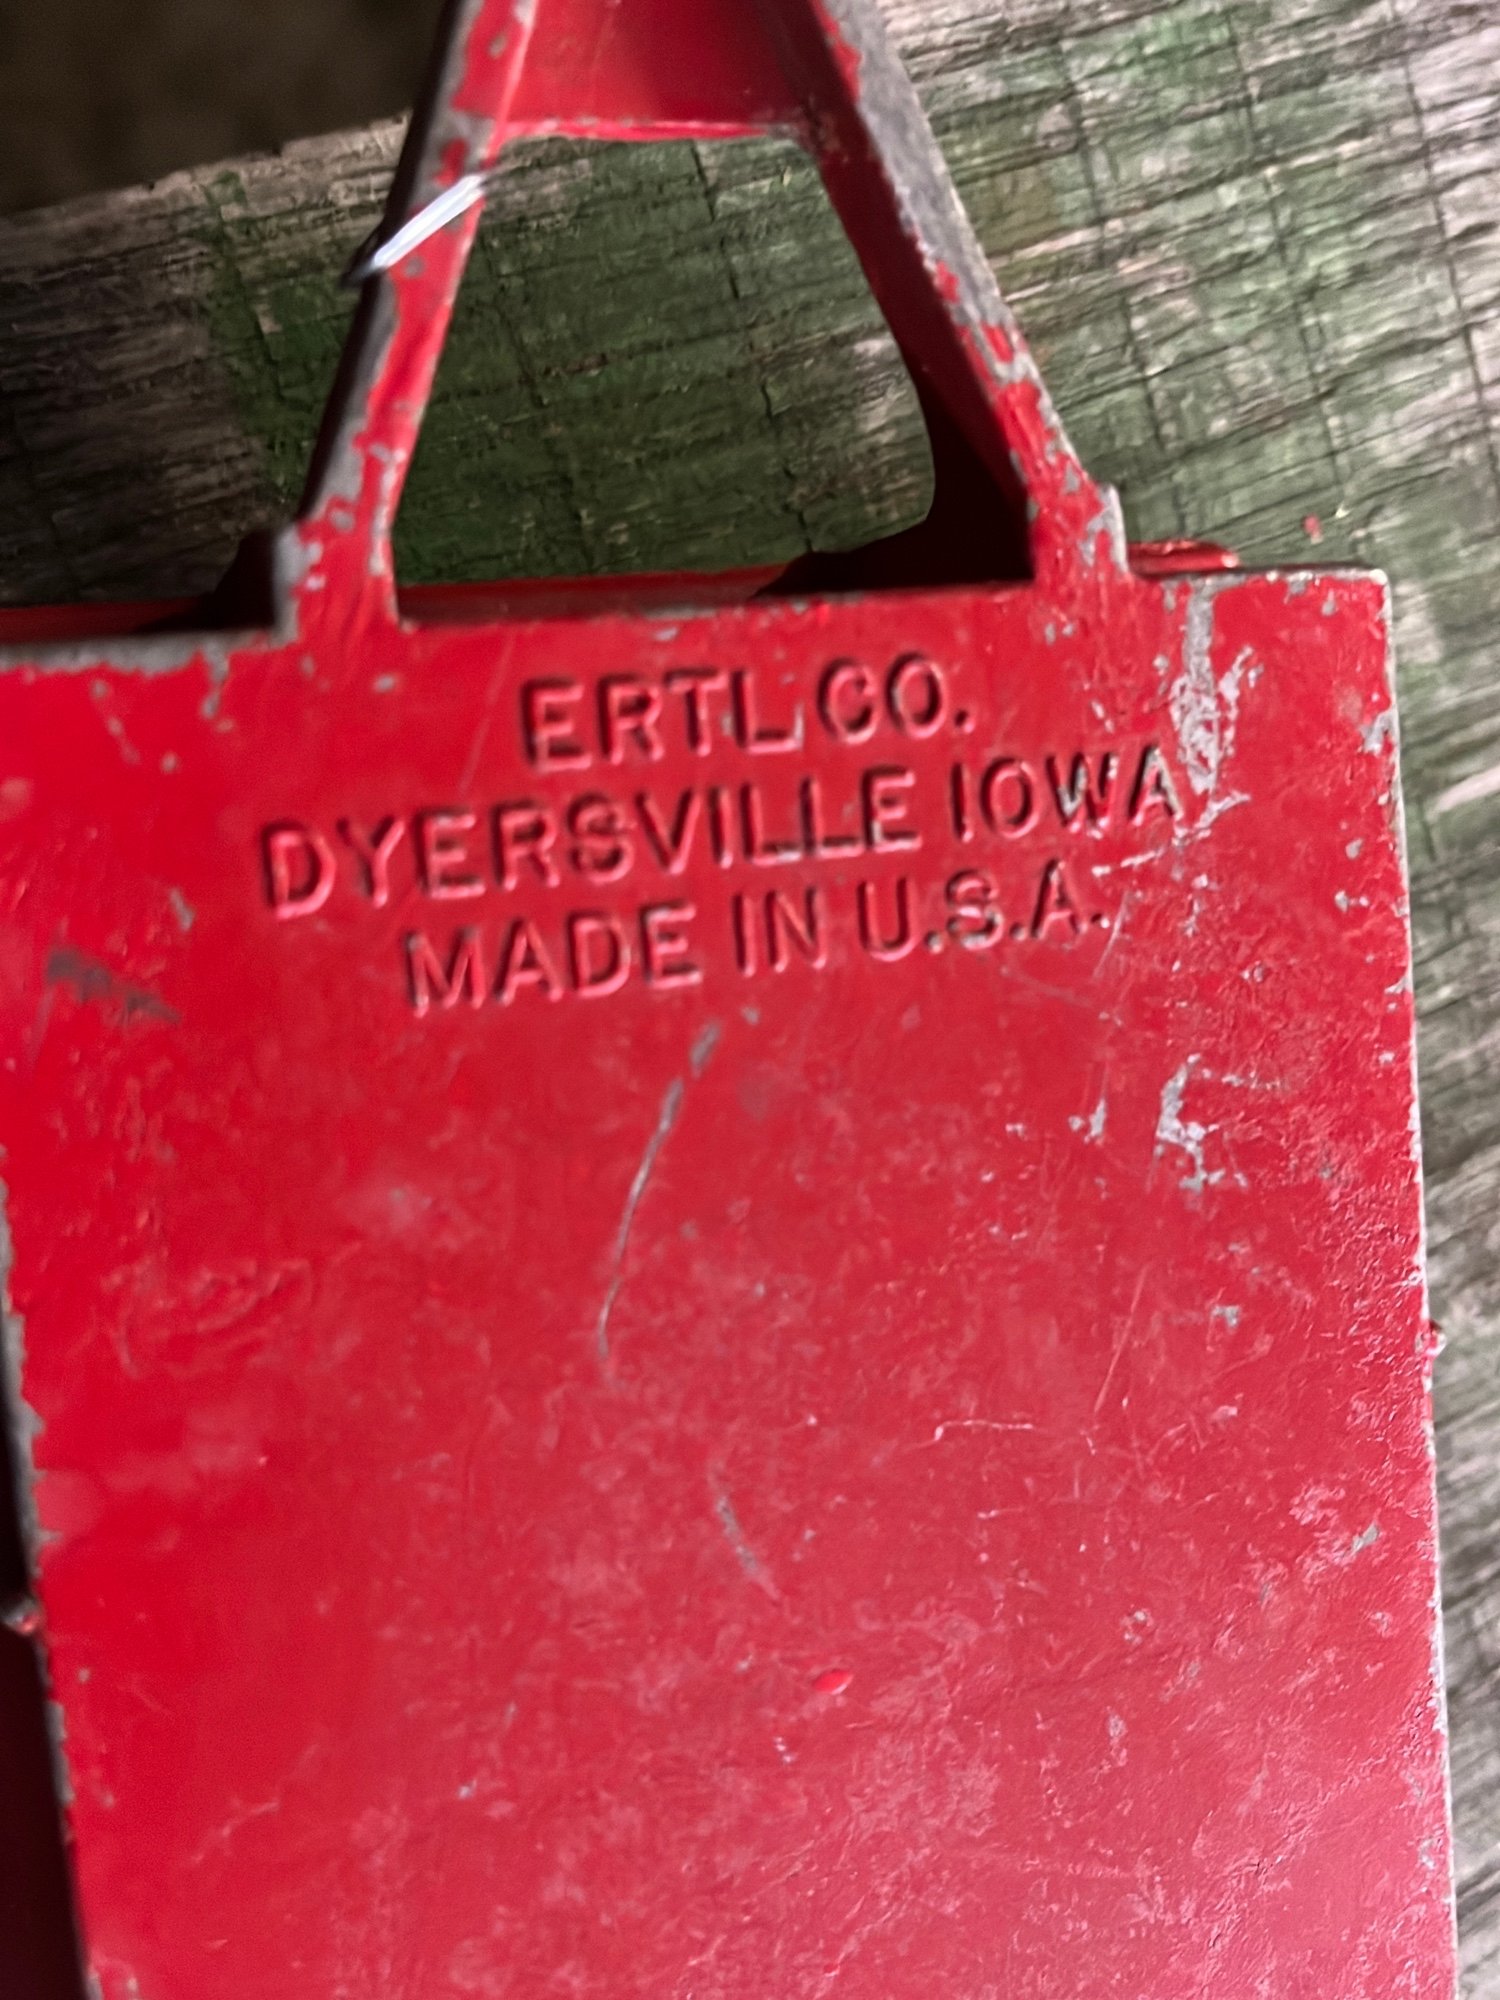 ERTL CO.
DYERSVILLE IOWA
MADE IN U.S.A.